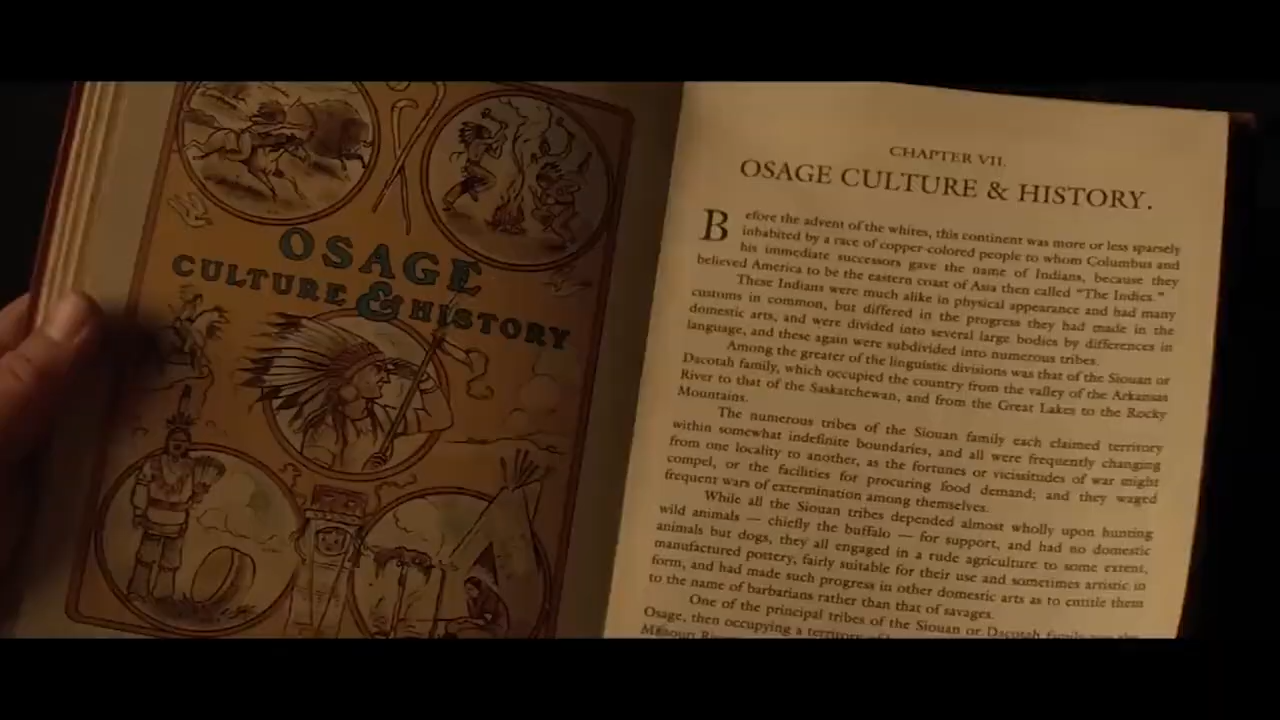 OSAGE
CULTURE & HISTORY
CHAPTER VII.
OSAGE CULTURE & HISTORY.
Before the advent of the whites, this continent was more or less sparsely
inhabited by a race of copper-colored people to whom Columbus and
his immediate successors gave the name of Indians, because they
believed America to be the eastern coast of Asia then called "The Indies."
These Indians were much alike in physical appearance and had many
customs in common, but differed in the progress they had made in the
domestic arts, and were divided into several large bodies by differences in
language, and these again were subdivided into numerous tribes.
Among the greater of the linguistic divisions was that of the Siouan or
Dacotah family, which occupied the country from the valley of the Arkansas
River to that of the Saskatchewan, and from the Great Lakes to the Rocky
Mountains.
The numerous tribes of the Siouan family each claimed territory
within somewhat indefinite boundaries, and all were frequently changing
from one locality to another, as the fortunes or vicissitudes of war might
compel, or the facilities for procuring food demand; and they waged
frequent wars of extermination among themselves.
While all the Siouan tribes depended almost wholly upon hunting
wild animals — chiefly the buffalo — for support, and had no domestic
animals but dogs, they all engaged in a rude agriculture to some extent,
manufactured pottery, fairly suitable for their use and sometimes artistic in
form, and had made such progress in other domestic arts as to entitle them
to the name of barbarians rather than that of savages.
One of the principal tribes of the Siouan or Dacotah family was the
Osage, then occupying a territory
Missouri River